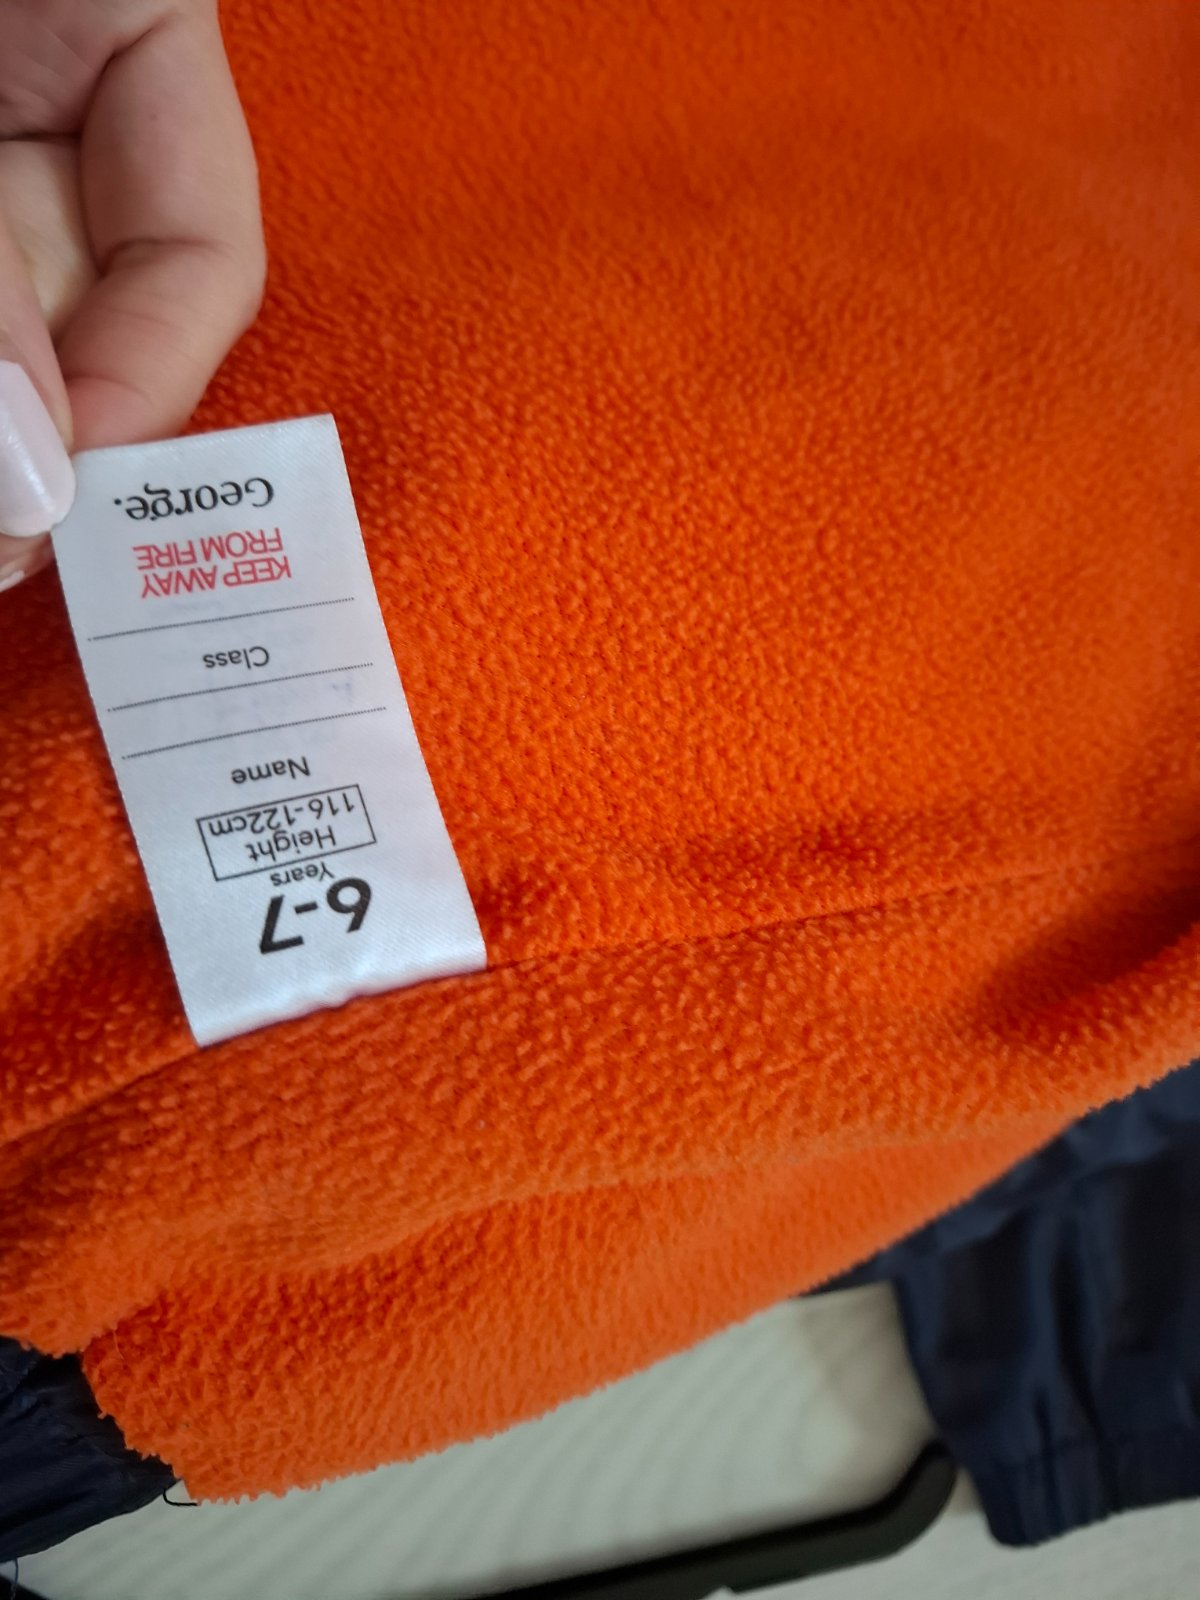 6-7
Years
Height
116-122cm
Name
Class
KEEP AWAY
FROM FIRE
George.